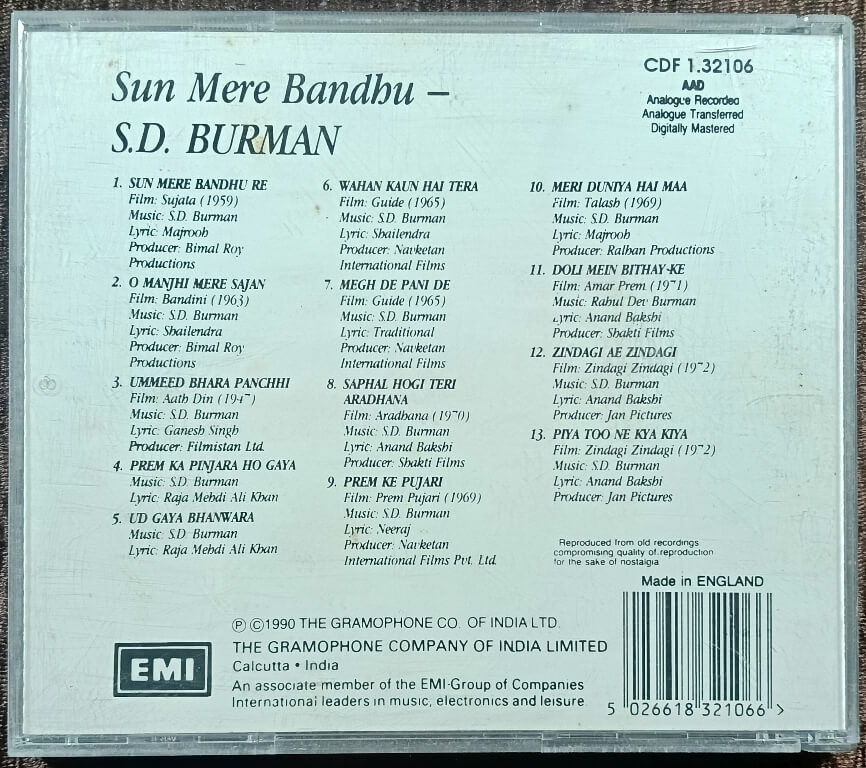 Sun Mere Bandhu –
S.D. BURMAN
CDF 1.32106
AAD
Analogue Recorded
Analogue Transferred
Digitally Mastered
1. SUN MERE BANDHU RE
Film: Sujata (1959)
Music: S.D. Burman
Lyric: Majrooh
Producer: Bimal Roy
Productions
2. O MANJHI MERE SAJAN
Film: Bandini (1963)
Music: S.D. Burman
Lyric: Shailendra
Producer: Bimal Roy
Productions
3. UMMEED BHARA PANCHHI
Film: Aath Din (1947)
Music: S.D. Burman
Lyric: Ganesh Singh
Producer: Filmistan Ltd.
4. PREM KA PINJARA HO GAYA
Music: S.D. Burman
Lyric: Raja Mehdi Ali Khan
5. UD GAYA BHANWARA
Music: S.D. Burman
Lyric: Raja Mehdi Ali Khan
6. WAHAN KAUN HAI TERA
Film: Guide (1965)
Music: S.D. Burman
Lyric: Shailendra
Producer: Navketan
International Films
7. MEGH DE PANI DE
Film: Guide (1965)
Music: S.D. Burman
Lyric: Traditional
Producer: Navketan
International Films
8. SAPHAL HOGI TERI
ARADHANA
Film: Aradhana (1970)
Music: S.D. Burman
Lyric: Anand Bakshi
Producer: Shakti Films
9. PREM KE PUJARI
Film: Prem Pujari (1969)
Music: S.D. Burman
Lyric: Neeraj
Producer: Navketan
International Films Pvt. Ltd.
10. MERI DUNIYA HAI MAA
Film: Talash (1969)
Music: S.D. Burman
Lyric: Majrooh
Producer: Ralhan Productions
11. DOLI MEIN BITHAY-KE
Film: Amar Prem (1971)
Music: Rahul Dev Burman
Lyric: Anand Bakshi
Producer: Shakti Films
12. ZINDAGI AE ZINDAGI
Film: Zindagi Zindagi (1972)
Music: S.D. Burman
Lyric: Anand Bakshi
Producer: Jan Pictures
13. PIYA TOO NE KYA KIYA
Film: Zindagi Zindagi (1972)
Music: S.D. Burman
Lyric: Anand Bakshi
Producer: Jan Pictures
Reproduced from old recordings
compromising quality of reproduction
for the sake of nostalgia
Made in ENGLAND
5 026618 321066 >
EMI
Ⓟ ©1990 THE GRAMOPHONE CO. OF INDIA LTD.
THE GRAMOPHONE COMPANY OF INDIA LIMITED
Calcutta • India
An associate member of the EMI-Group of Companies
International leaders in music, electronics and leisure